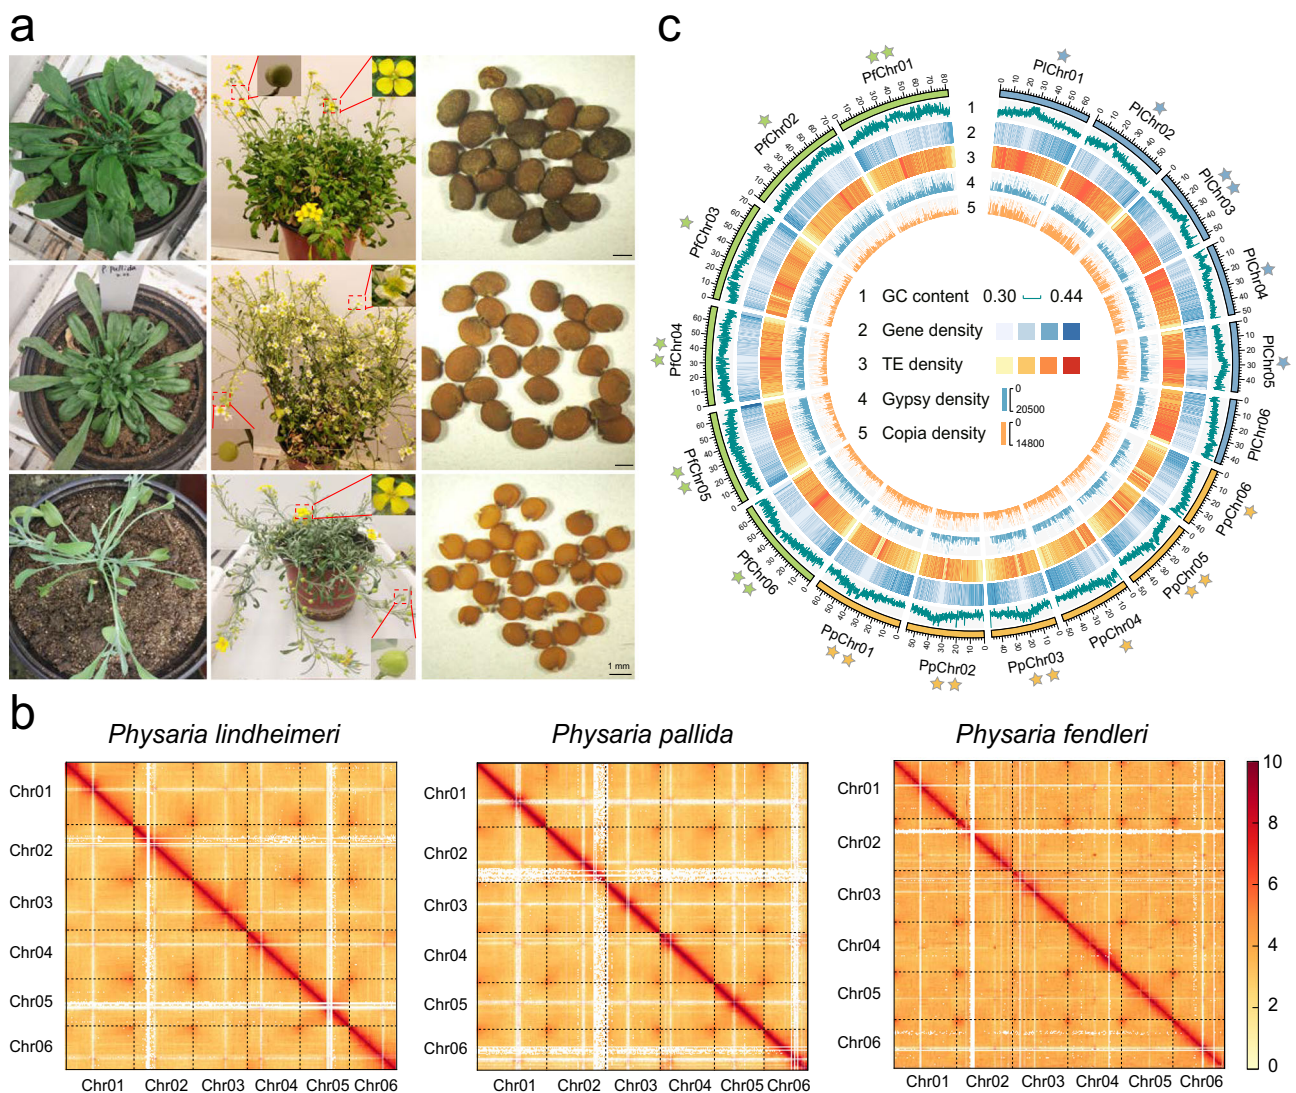 a
P. pallida
1 mm
c
PfChr01
PfChr02
PfChr03
PfChr04
PfChr05
PfChr06
PlChr01
PlChr02
PlChr03
PlChr04
PlChr05
PlChr06
PpChr06
PpChr05
PpChr04
PpChr03
PpChr02
PpChr01
1
2
3
4
5
1 GC content 0.30 0.44
2 Gene density
3 TE density
4 Gypsy density 0 20500
5 Copia density 0 14800
b
Physaria lindheimeri
Chr01
Chr02
Chr03
Chr04
Chr05
Chr06
Chr01 Chr02 Chr03 Chr04 Chr05 Chr06
Physaria pallida
Chr01
Chr02
Chr03
Chr04
Chr05
Chr06
Chr01 Chr02 Chr03 Chr04 Chr05 Chr06
Physaria fendleri
Chr01
Chr02
Chr03
Chr04
Chr05
Chr06
Chr01 Chr02 Chr03 Chr04 Chr05 Chr06
10
8
6
4
2
0